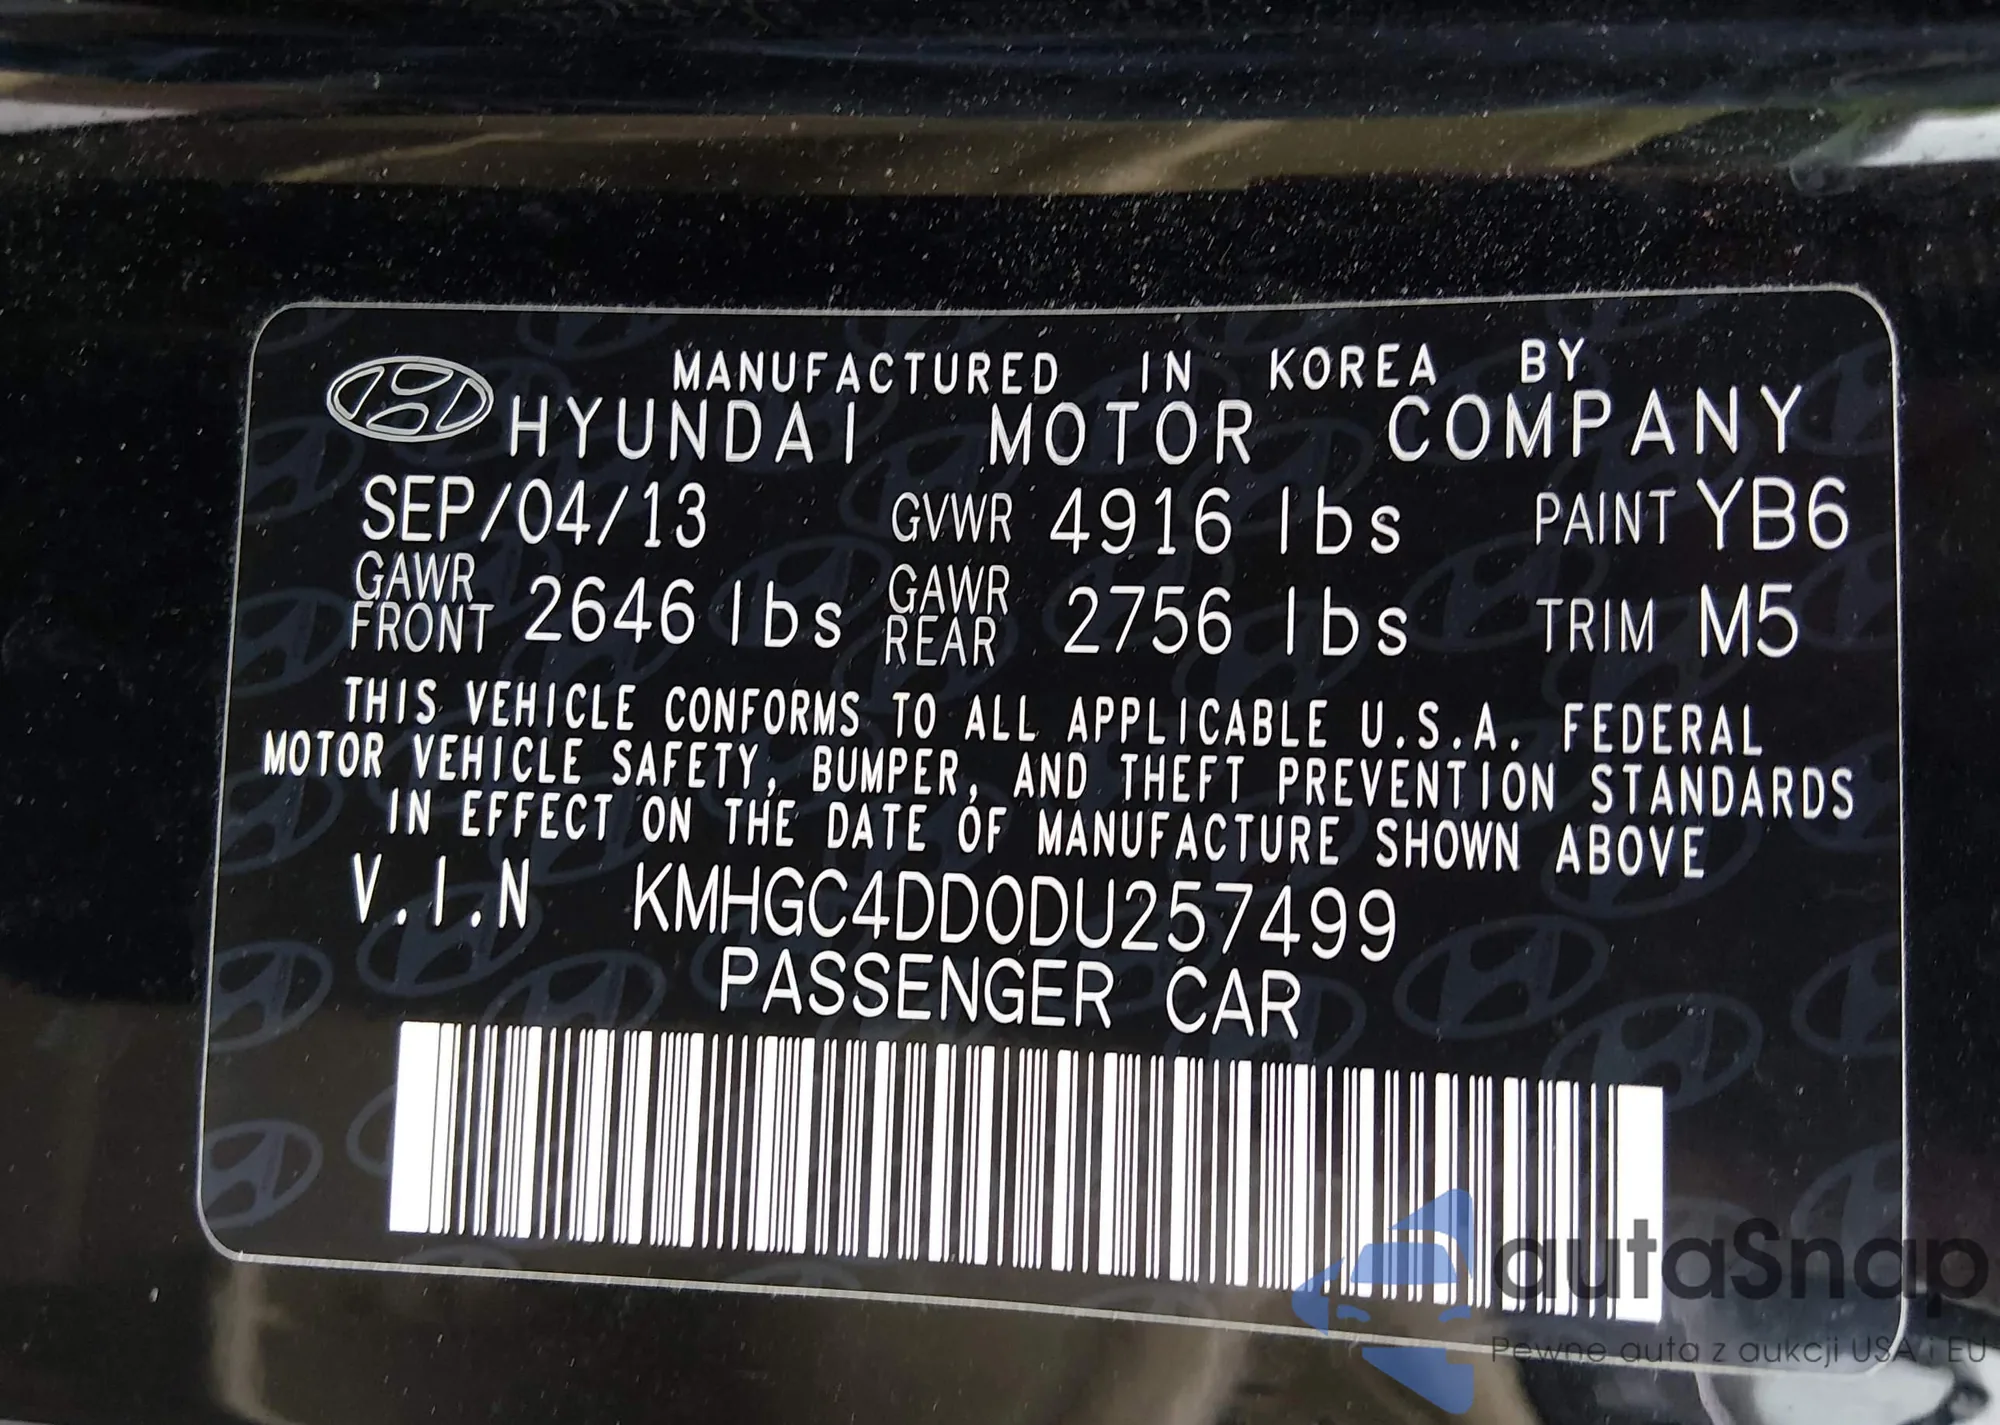 MANUFACTURED IN KOREA BY
HYUNDAI MOTOR COMPANY
SEP/04/13 GVWR 4916 lbs PAINT YB6
GAWR FRONT 2646 lbs GAWR REAR 2756 lbs TRIM M5
THIS VEHICLE CONFORMS TO ALL APPLICABLE U.S.A. FEDERAL
MOTOR VEHICLE SAFETY, BUMPER, AND THEFT PREVENTION STANDARDS
IN EFFECT ON THE DATE OF MANUFACTURE SHOWN ABOVE
V.I.N KMHGC4DD0DU257499
PASSENGER CAR
autaSnap
Pewne auta z aukcji USA i EU